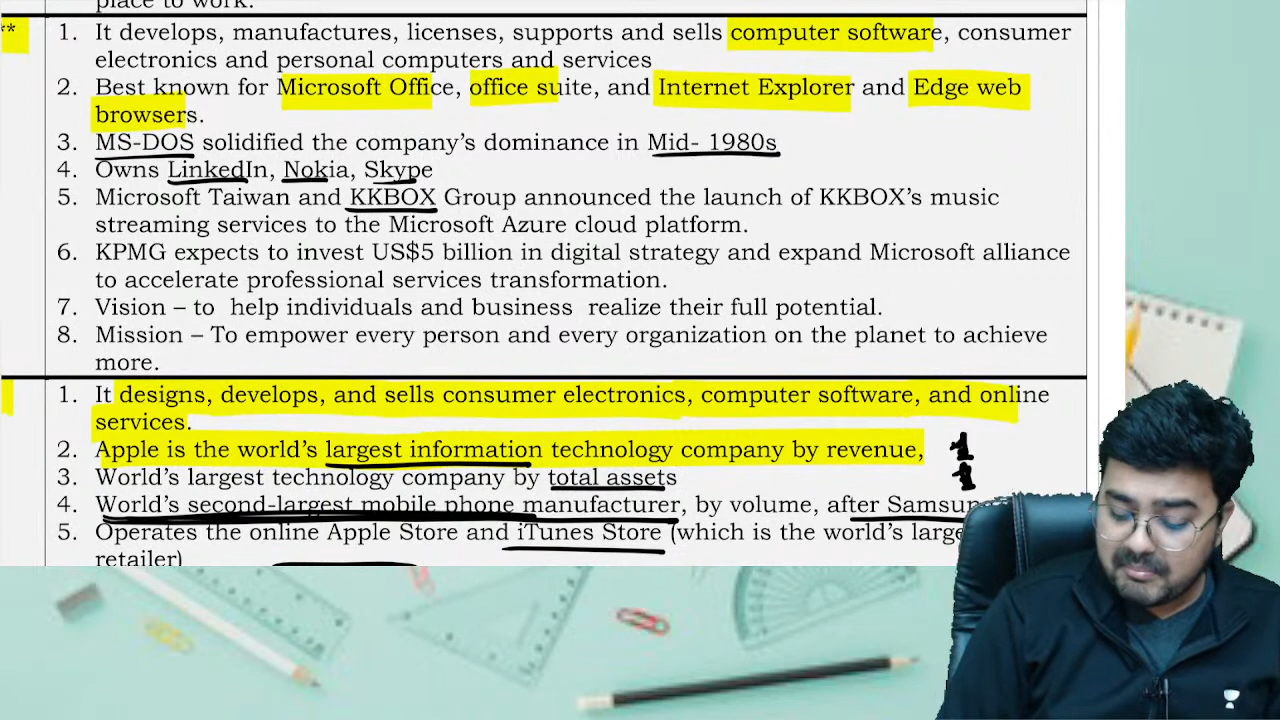 place to work.
**
1. It develops, manufactures, licenses, supports and sells computer software, consumer
electronics and personal computers and services
2. Best known for Microsoft Office, office suite, and Internet Explorer and Edge web
browsers.
3. MS-DOS solidified the company's dominance in Mid- 1980s
4. Owns LinkedIn, Nokia, Skype
5. Microsoft Taiwan and KKBOX Group announced the launch of KKBOX's music
streaming services to the Microsoft Azure cloud platform.
6. KPMG expects to invest US$5 billion in digital strategy and expand Microsoft alliance
to accelerate professional services transformation.
7. Vision – to help individuals and business realize their full potential.
8. Mission – To empower every person and every organization on the planet to achieve
more.
1. It designs, develops, and sells consumer electronics, computer software, and online
services.
2. Apple is the world's largest information technology company by revenue, 1
3. World's largest technology company by total assets 1
4. World's second-largest mobile phone manufacturer, by volume, after
5. Operates the online Apple Store and iTunes Store (which is the world's
retailer)